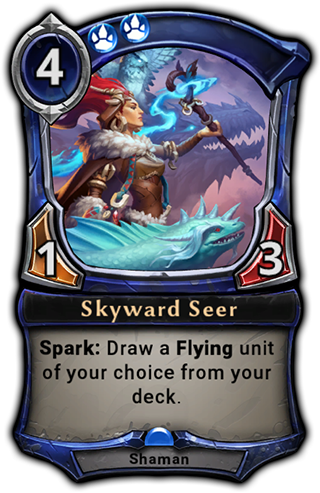 4
1
3
Skyward Seer
Spark: Draw a Flying unit
of your choice from your
deck.
Shaman